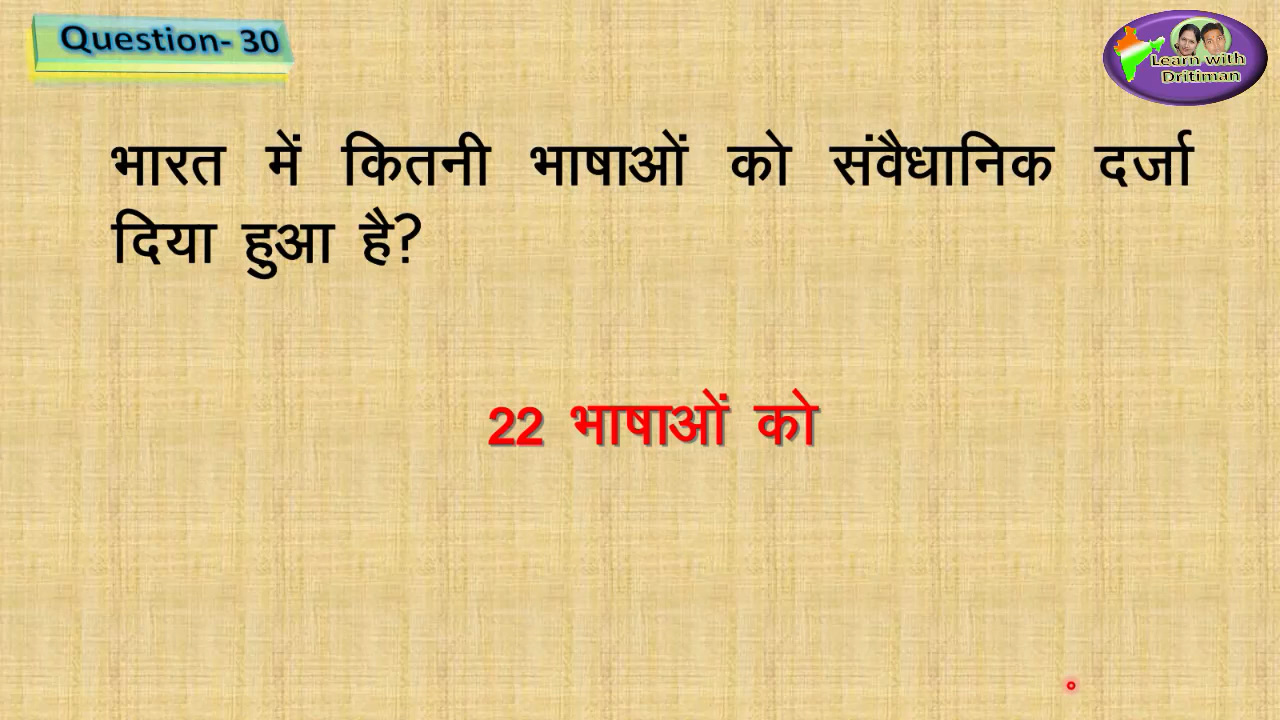 Question- 30
Learn with
Dritiman
भारत में कितनी भाषाओं को संवैधानिक दर्जा
दिया हुआ है?
22 भाषाओं को